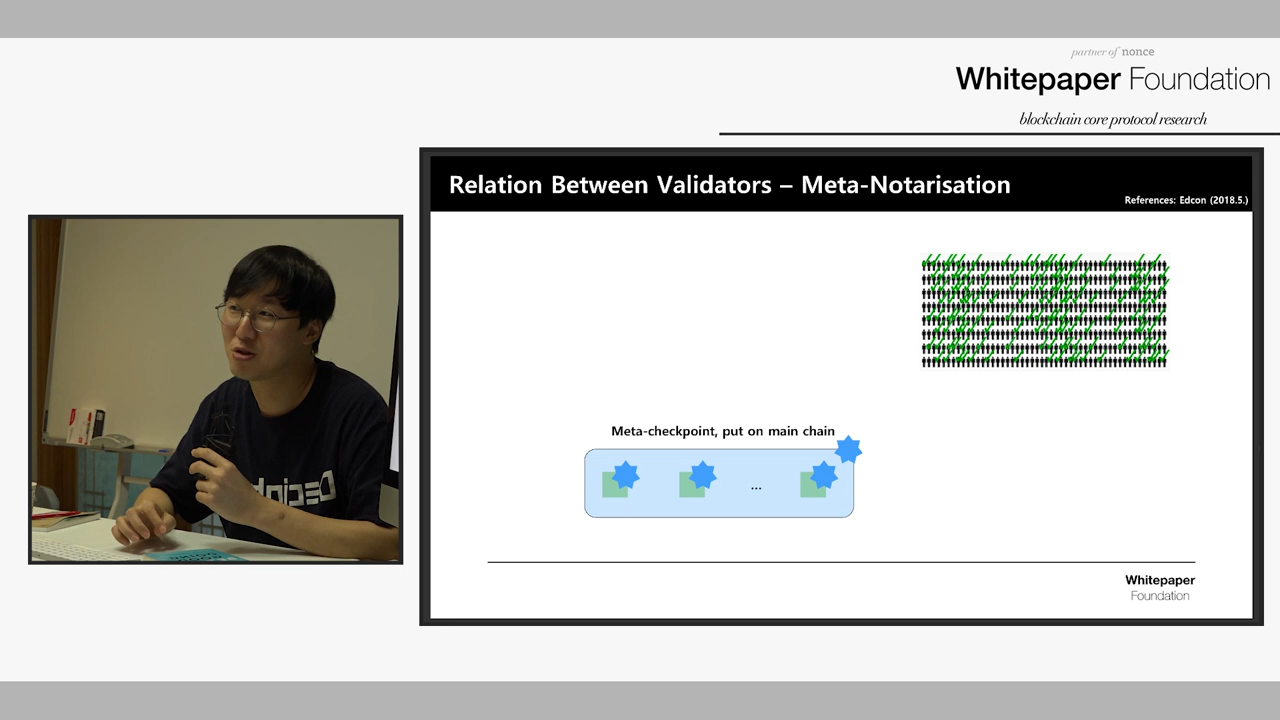 partner of nonce
Whitepaper Foundation
blockchain core protocol research
Relation Between Validators – Meta-Notarisation
References: Edcon (2018.5.)
Meta-checkpoint, put on main chain
...
Whitepaper
Foundation